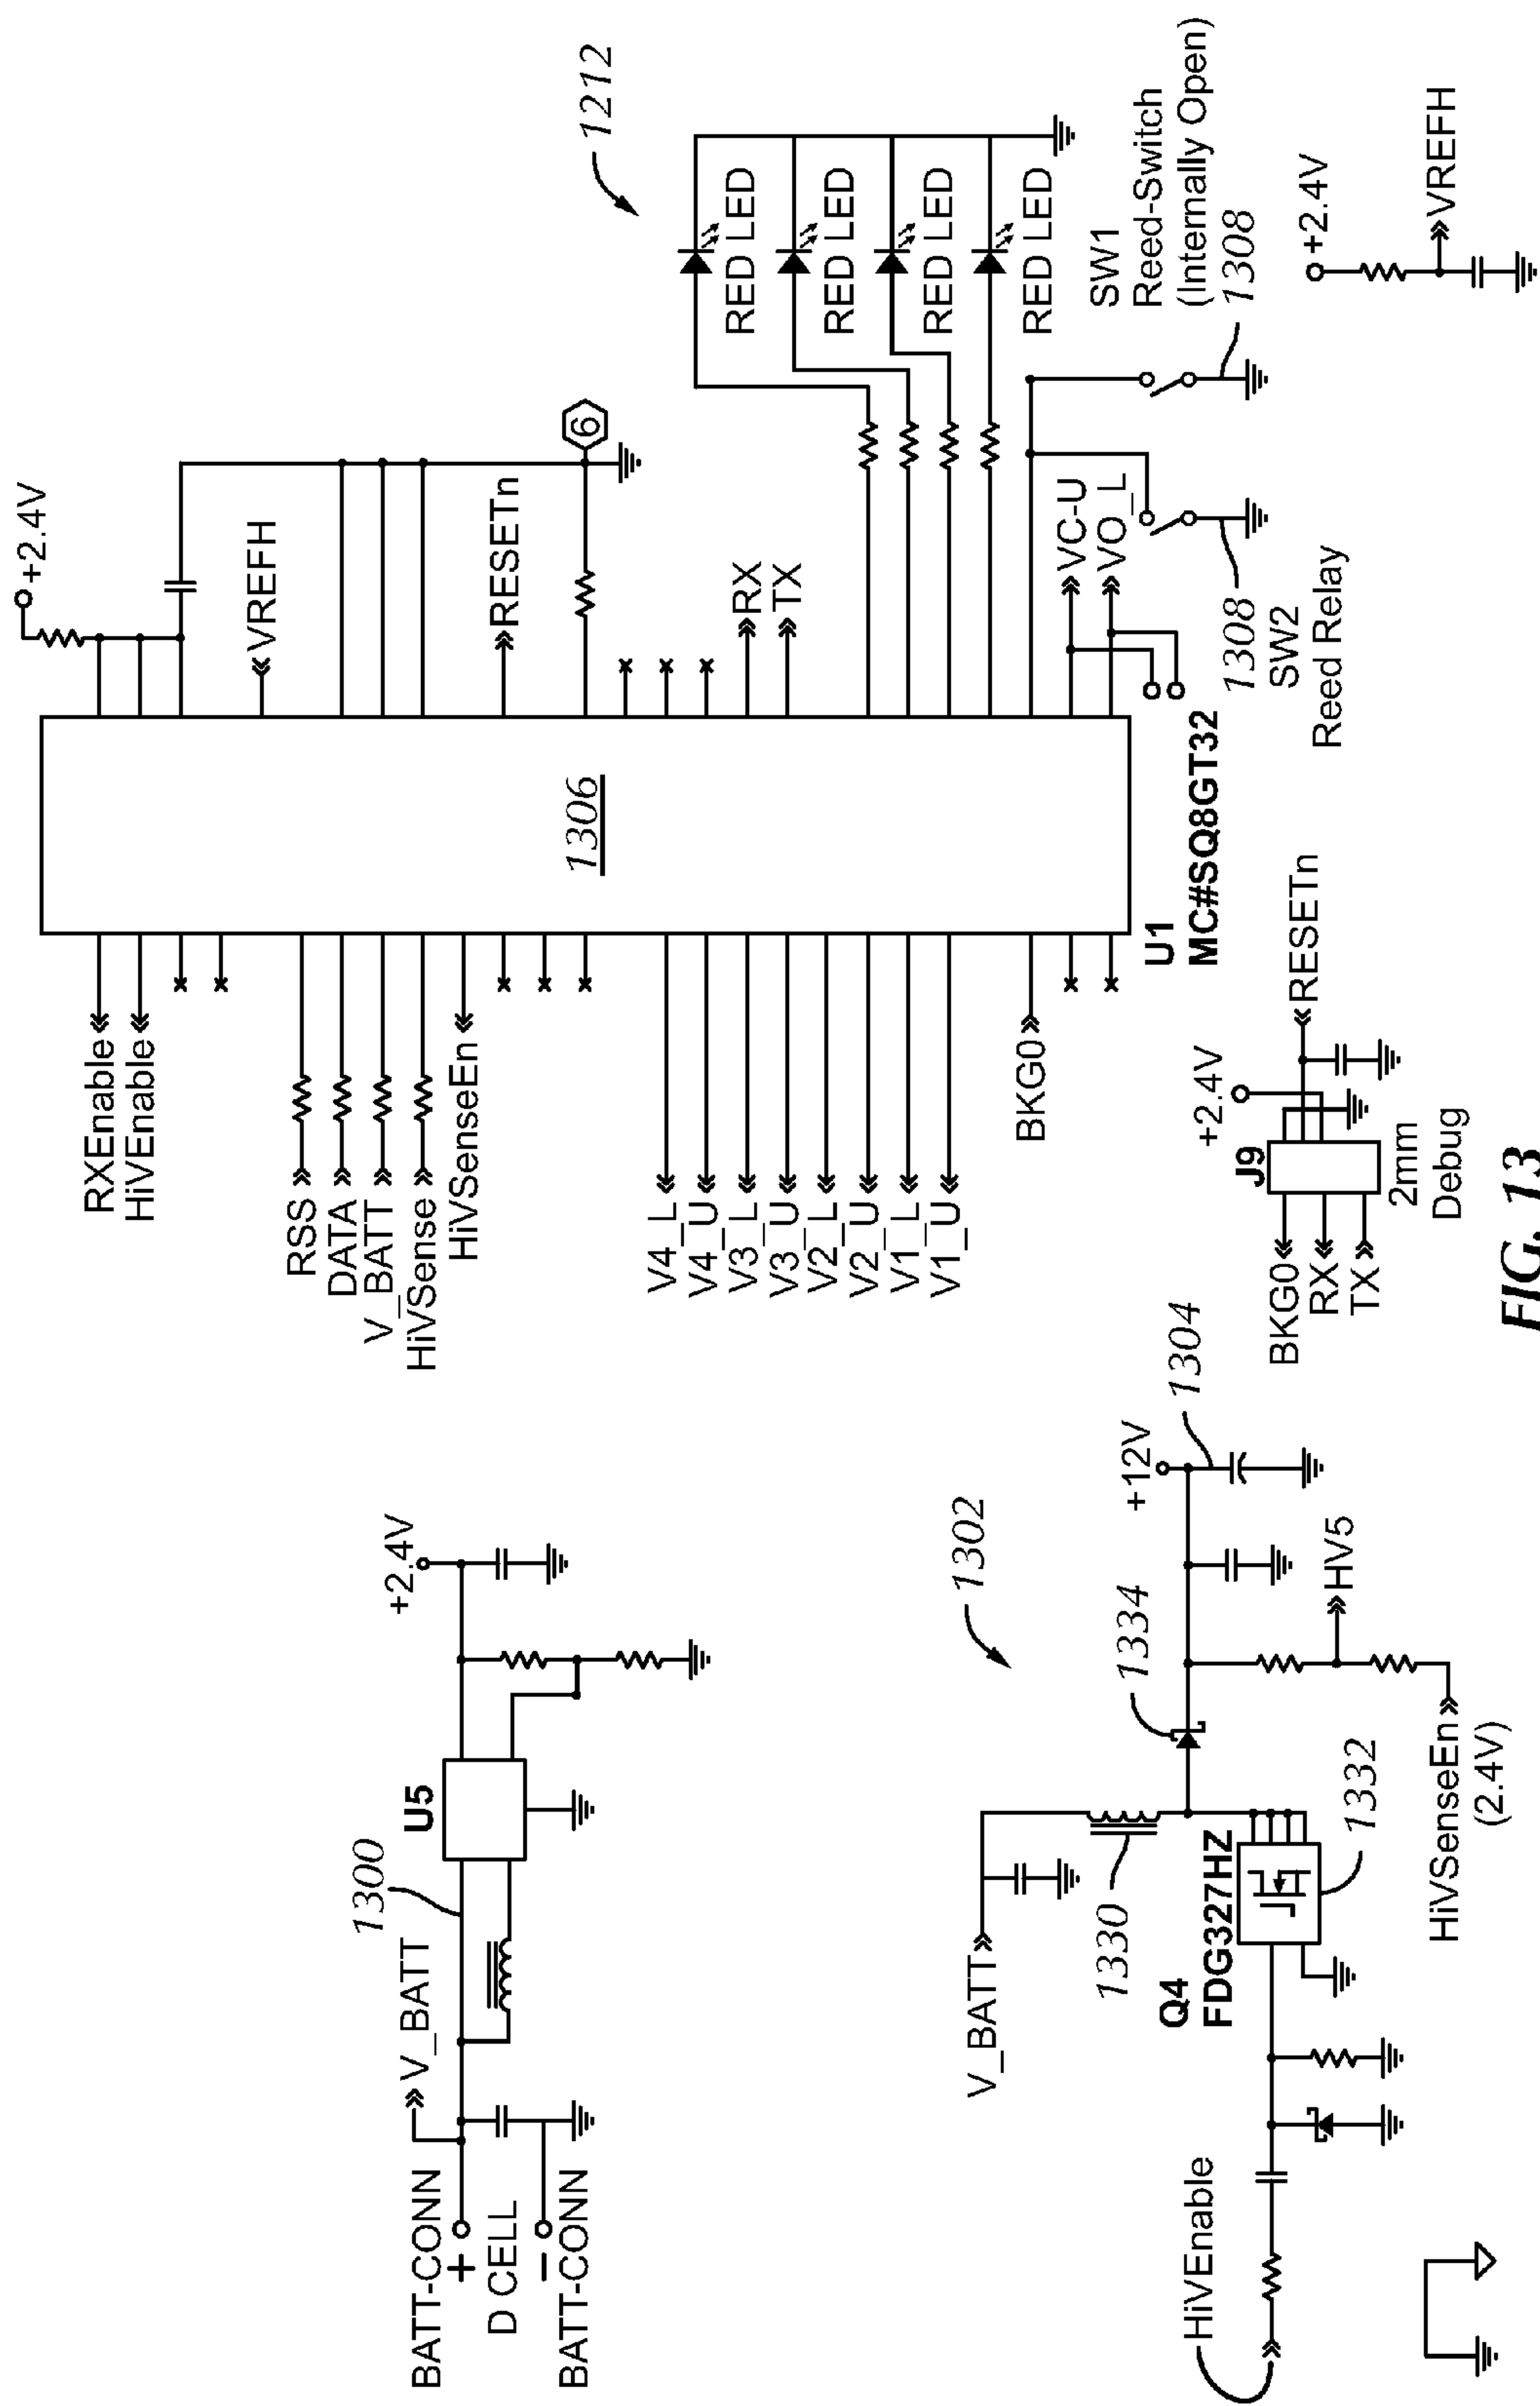 BATT-CONN
+
D CELL
−
BATT-CONN
V_BATT
1300
U5
+2.4V
RXEnable
HiVEnable
RSS
DATA
V_BATT
HiVSense
HiVSenseEn
V4_L
V4_U
V3_L
V3_U
V2_L
V2_U
V1_L
V1_U
BKG0
1306
U1
MC#SQ8GT32
+2.4V
VREFH
6
RESETn
RX
TX
1212
RED LED
RED LED
RED LED
RED LED
VC-U
VO_L
SW1
Reed-Switch
(Internally Open)
1308
1308
SW2
Reed Relay
+2.4V
VREFH
HiVEnable
V_BATT
1330
Q4
FDG327HZ
1332
1334
1302
+12V
1304
HV5
HiVSenseEn
(2.4V)
BKG0
RX
TX
J9
2mm
Debug
+2.4V
RESETn
FIG. 13